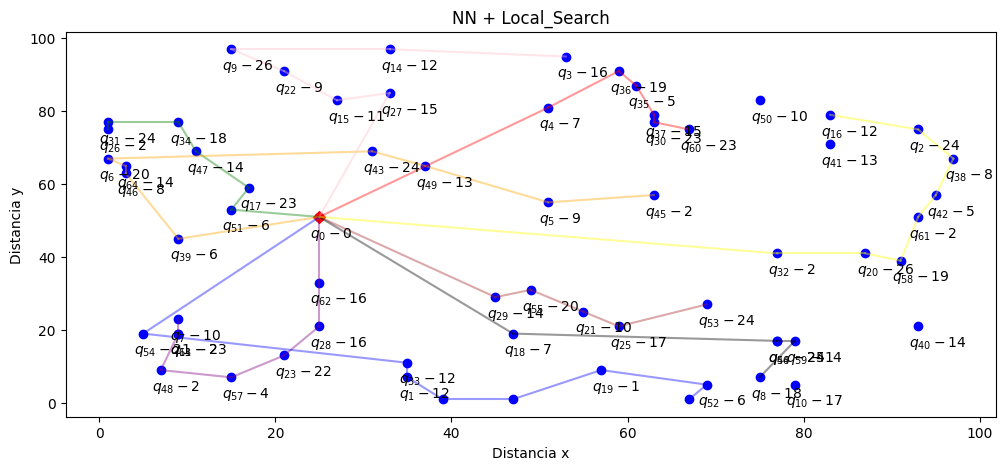 NN + Local_Search
100
80
60
40
20
0
Distancia y
q9 − 26
q14 − 12
q3 − 16
q22 − 9
q36 − 19
q35 − 5
q27 − 15
q15 − 11
q4 − 7
q50 − 10
q16 − 12
q2 − 24
q31 − 24
q26 − 2
q34 − 18
q37 − 15
q30 − 23
q60 − 23
q41 − 13
q47 − 14
q43 − 24
q49 − 13
q38 − 8
q6 − 20
q64 − 14
q46 − 8
q17 − 23
q5 − 9
q45 − 2
q42 − 5
q51 − 6
q0 − 0
q61 − 2
q39 − 6
q32 − 2
q20 − 26
q58 − 19
q62 − 16
q29 − 14
q55 − 20
q53 − 24
q7 − 10
q54 − 21
q28 − 16
q21 − 10
q25 − 17
q18 − 7
q40 − 14
q33 − 12
q23 − 22
q48 − 2
q57 − 4
q1 − 12
q19 − 1
q52 − 6
q8 − 18
q10 − 17
0
20
40
60
80
100
Distancia x